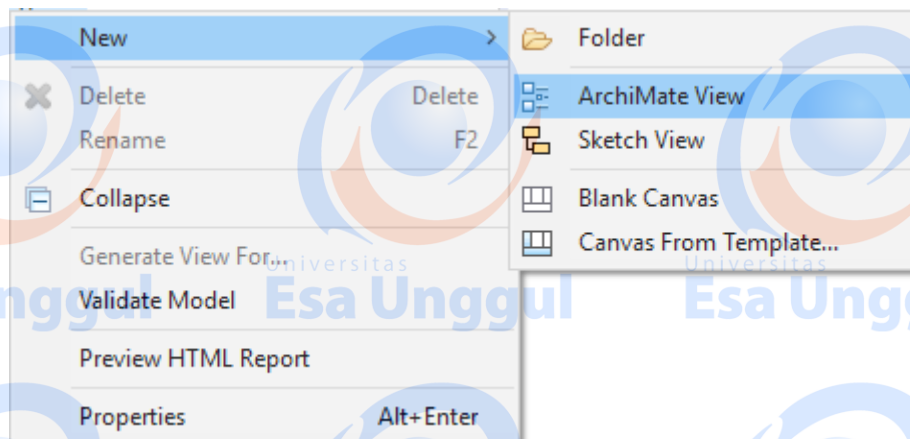 New
Delete Delete
Rename F2
Collapse
Generate View For...
Validate Model
Preview HTML Report
Properties Alt+Enter
Folder
ArchiMate View
Sketch View
Blank Canvas
Canvas From Template...
Universitas
Esa Unggul
Universitas
Esa Ungg
nggul